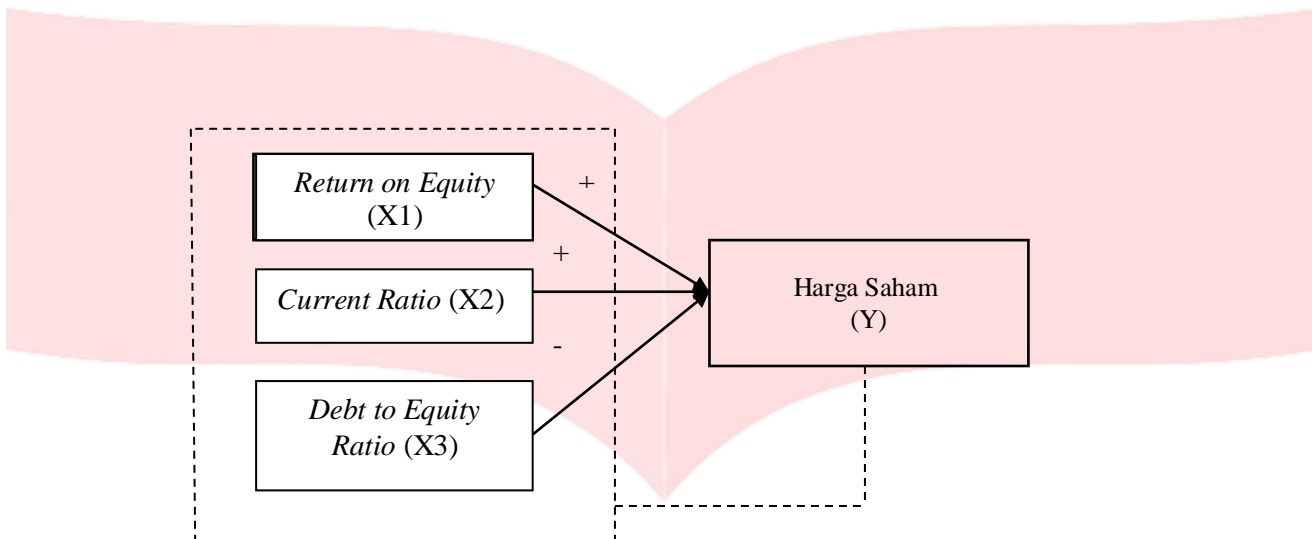 Return on Equity
(X1)
+
+
Current Ratio (X2)
Harga Saham
(Y)
-
Debt to Equity
Ratio (X3)